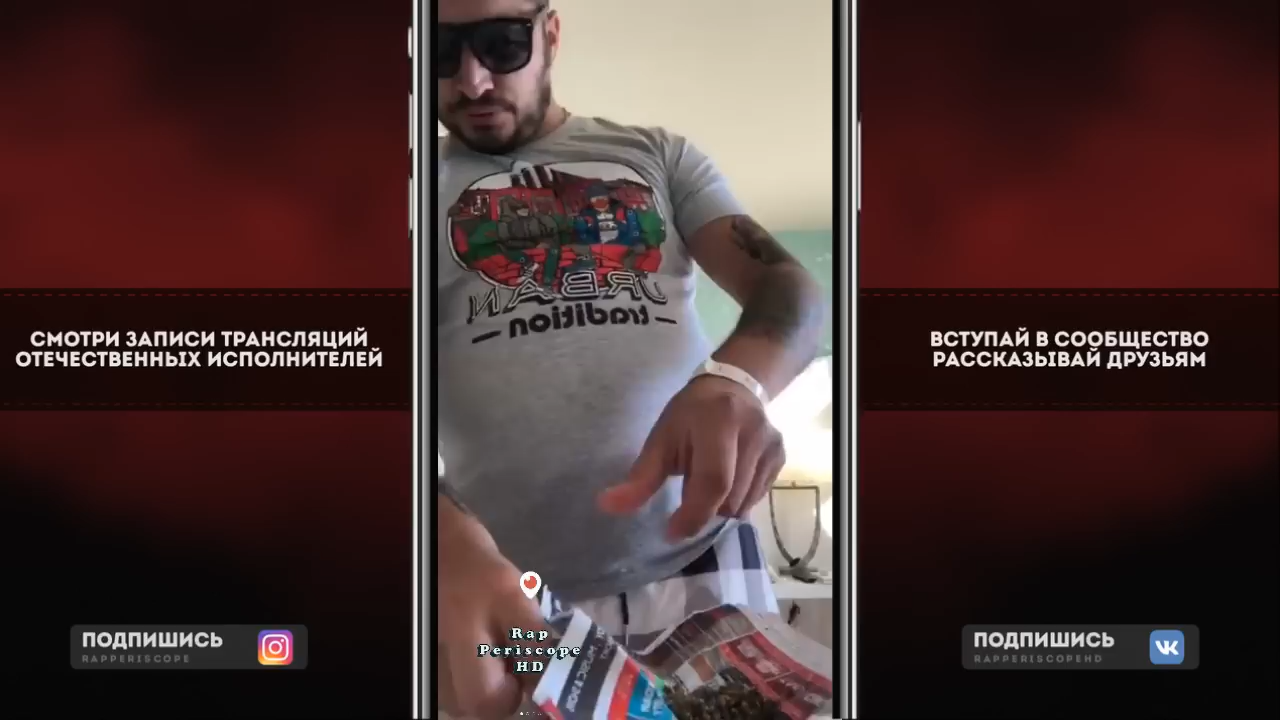 СМОТРИ ЗАПИСИ ТРАНСЛЯЦИЙ
ОТЕЧЕСТВЕННЫХ ИСПОЛНИТЕЛЕЙ
ВСТУПАЙ В СООБЩЕСТВО
РАССКАЗЫВАЙ ДРУЗЬЯМ
URBAN
tradition
Rap
Periscope
HD
ПОДПИШИСЬ
RAPPERISCOPE
ПОДПИШИСЬ
RAPPERISCOPEHD